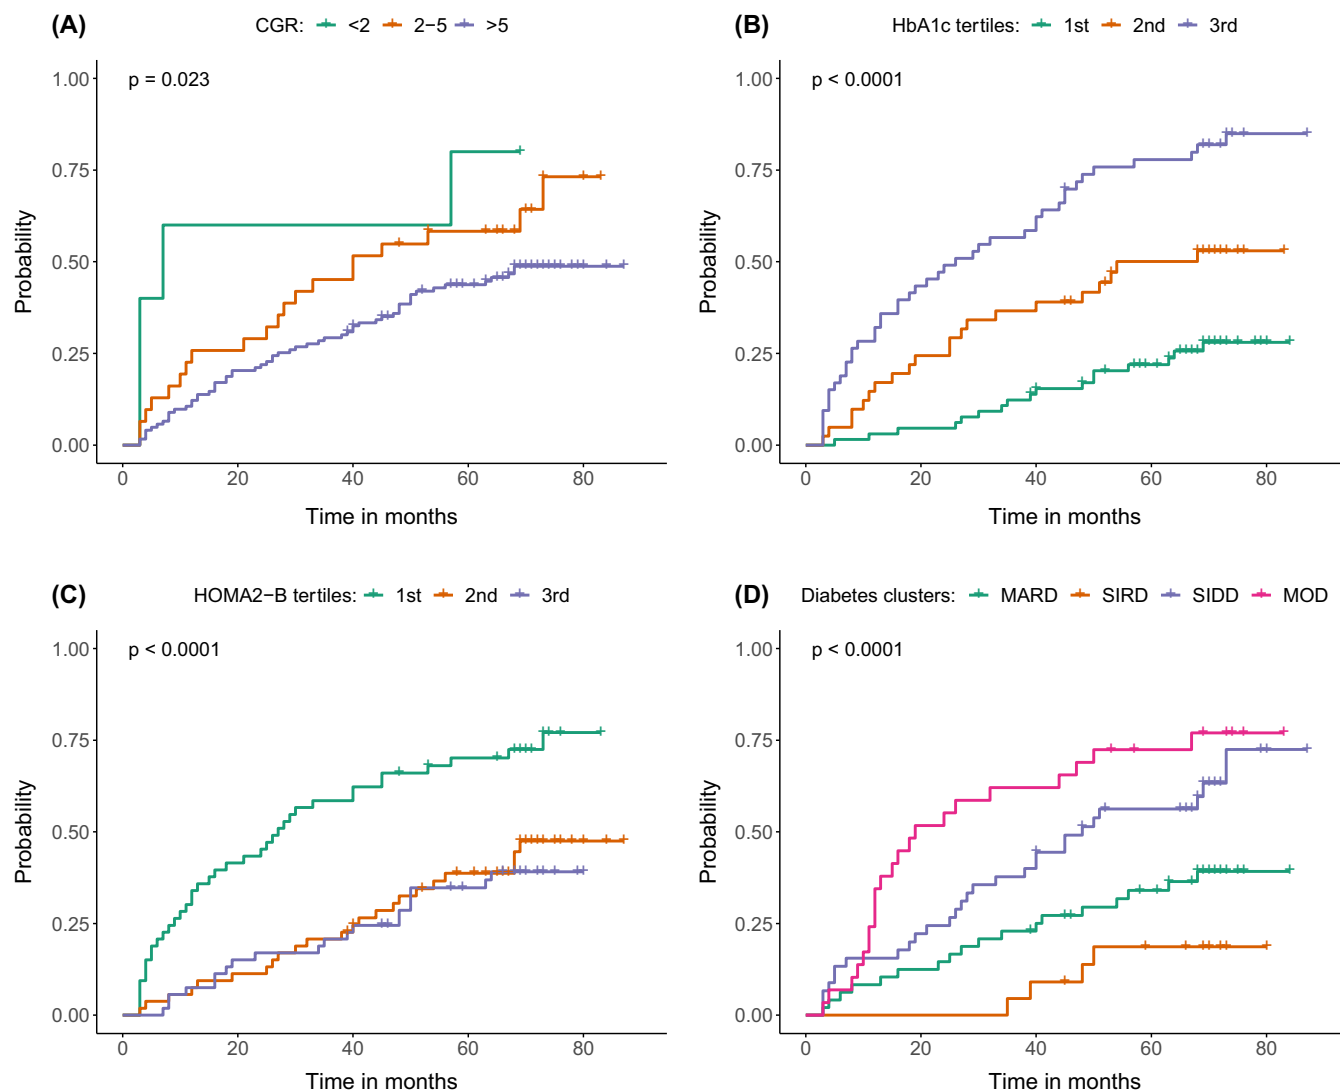 (A) CGR: <2 2−5 >5
p = 0.023
1.00
0.75
0.50
0.25
0.00
Probability
0 20 40 60 80
Time in months
(B) HbA1c tertiles: 1st 2nd 3rd
p < 0.0001
1.00
0.75
0.50
0.25
0.00
Probability
0 20 40 60 80
Time in months
(C) HOMA2−B tertiles: 1st 2nd 3rd
p < 0.0001
1.00
0.75
0.50
0.25
0.00
Probability
0 20 40 60 80
Time in months
(D) Diabetes clusters: MARD SIRD SIDD MOD
p < 0.0001
1.00
0.75
0.50
0.25
0.00
Probability
0 20 40 60 80
Time in months